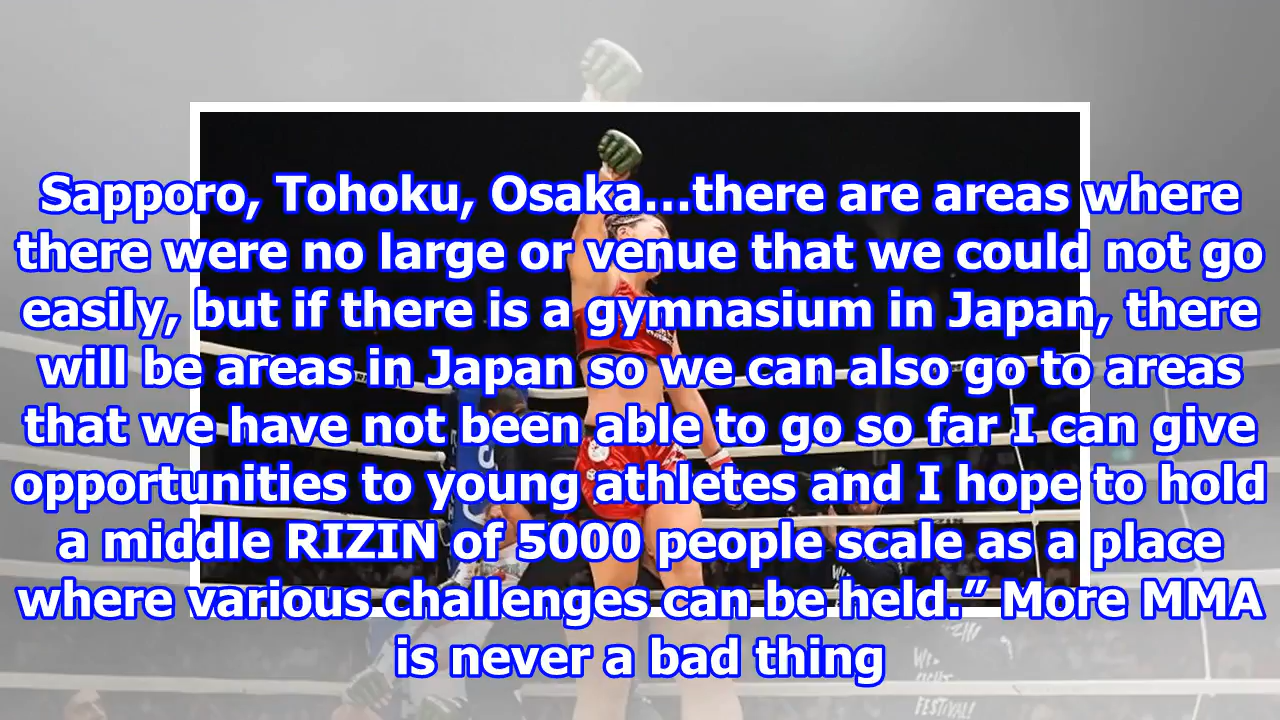 Sapporo, Tohoku, Osaka...there are areas where
there were no large or venue that we could not go
easily, but if there is a gymnasium in Japan, there
will be areas in Japan so we can also go to areas
that we have not been able to go so far I can give
opportunities to young athletes and I hope to hold
a middle RIZIN of 5000 people scale as a place
where various challenges can be held.” More MMA
is never a bad thing
FESTIVAL!